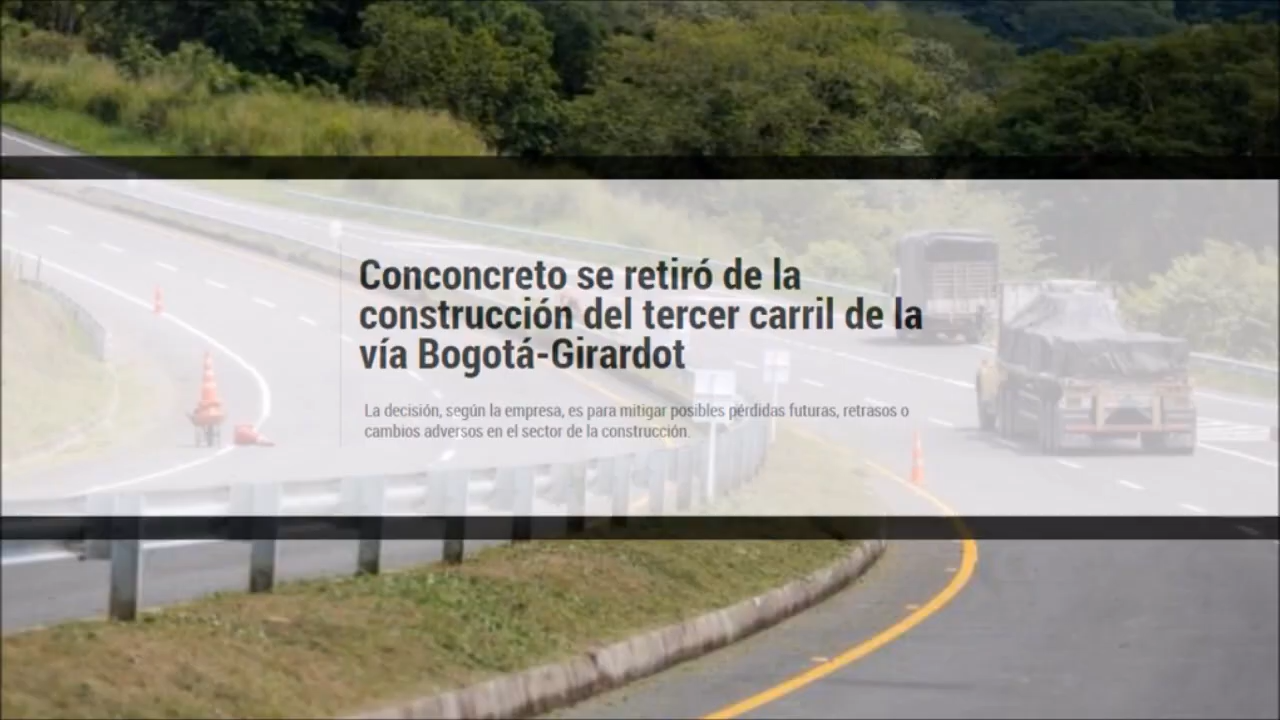 Conconcreto se retiró de la
construcción del tercer carril de la
vía Bogotá-Girardot
La decisión, según la empresa, es para mitigar posibles pérdidas futuras, retrasos o
cambios adversos en el sector de la construcción.